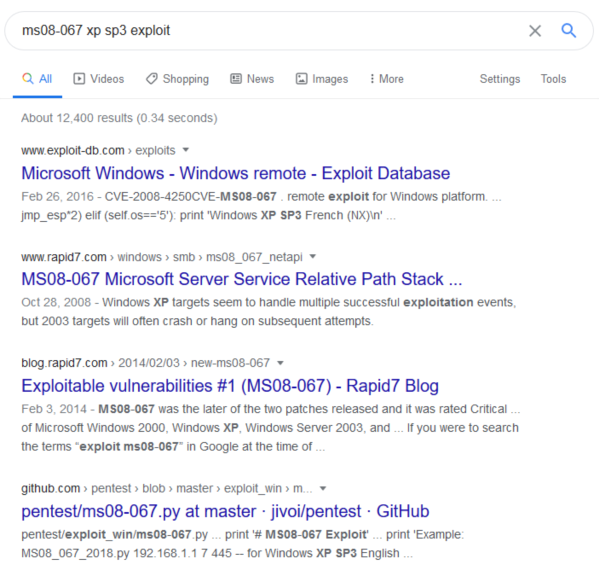 ms08-067 xp sp3 exploit
All Videos Shopping News Images More Settings Tools
About 12,400 results (0.34 seconds)
www.exploit-db.com › exploits
Microsoft Windows - Windows remote - Exploit Database
Feb 26, 2016 - CVE-2008-4250CVE-MS08-067 . remote exploit for Windows platform. ...
jmp_esp*2) elif (self.os=='5'): print 'Windows XP SP3 French (NX)\n' ...
www.rapid7.com › windows › smb › ms08_067_netapi
MS08-067 Microsoft Server Service Relative Path Stack ...
Oct 28, 2008 - Windows XP targets seem to handle multiple successful exploitation events,
but 2003 targets will often crash or hang on subsequent attempts.
blog.rapid7.com › 2014/02/03 › new-ms08-067
Exploitable vulnerabilities #1 (MS08-067) - Rapid7 Blog
Feb 3, 2014 - MS08-067 was the later of the two patches released and it was rated Critical ...
of Microsoft Windows 2000, Windows XP, Windows Server 2003, and ... If you were to search
the terms “exploit ms08-067” in Google at the time of ...
github.com › pentest › blob › master › exploit_win › m...
pentest/ms08-067.py at master · jivoi/pentest · GitHub
pentest/exploit_win/ms08-067.py ... print '# MS08-067 Exploit' ... print 'Example:
MS08_067_2018.py 192.168.1.1 7 445 -- for Windows XP SP3 English ...